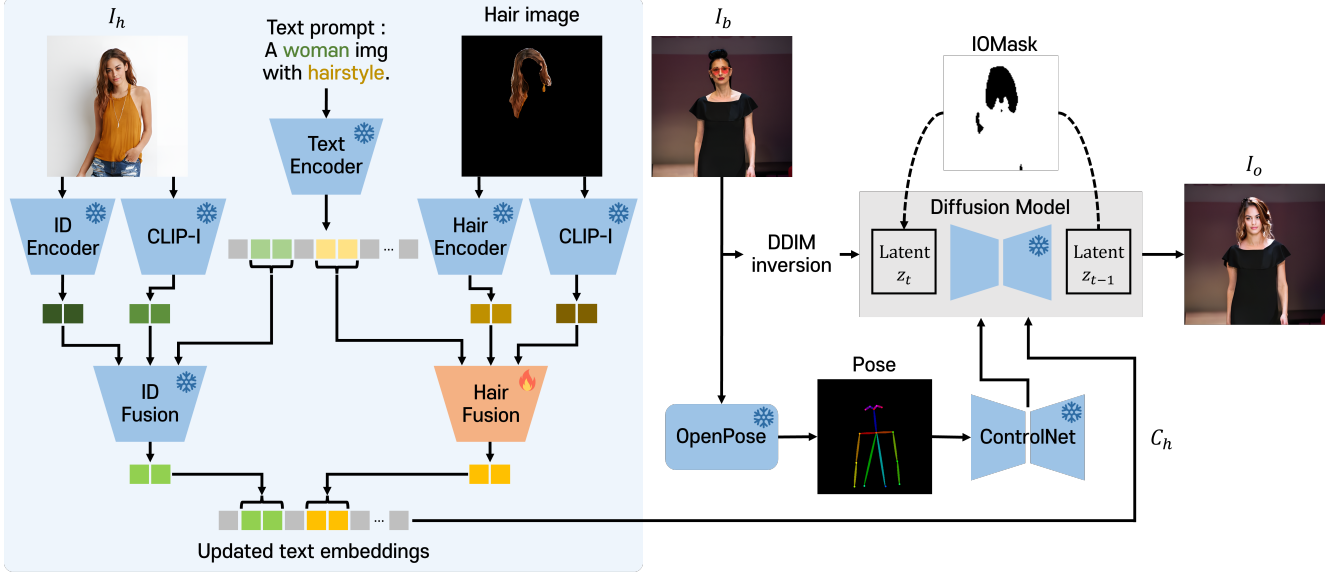 I_h
Text prompt :
A woman img
with hairstyle.
Hair image
Text
Encoder
ID
Encoder
CLIP-I
Hair
Encoder
CLIP-I
...
ID
Fusion
Hair
Fusion
...
Updated text embeddings
I_b
IOMask
DDIM
inversion
Diffusion Model
Latent
z_t
Latent
z_{t-1}
I_o
Pose
OpenPose
ControlNet
C_h